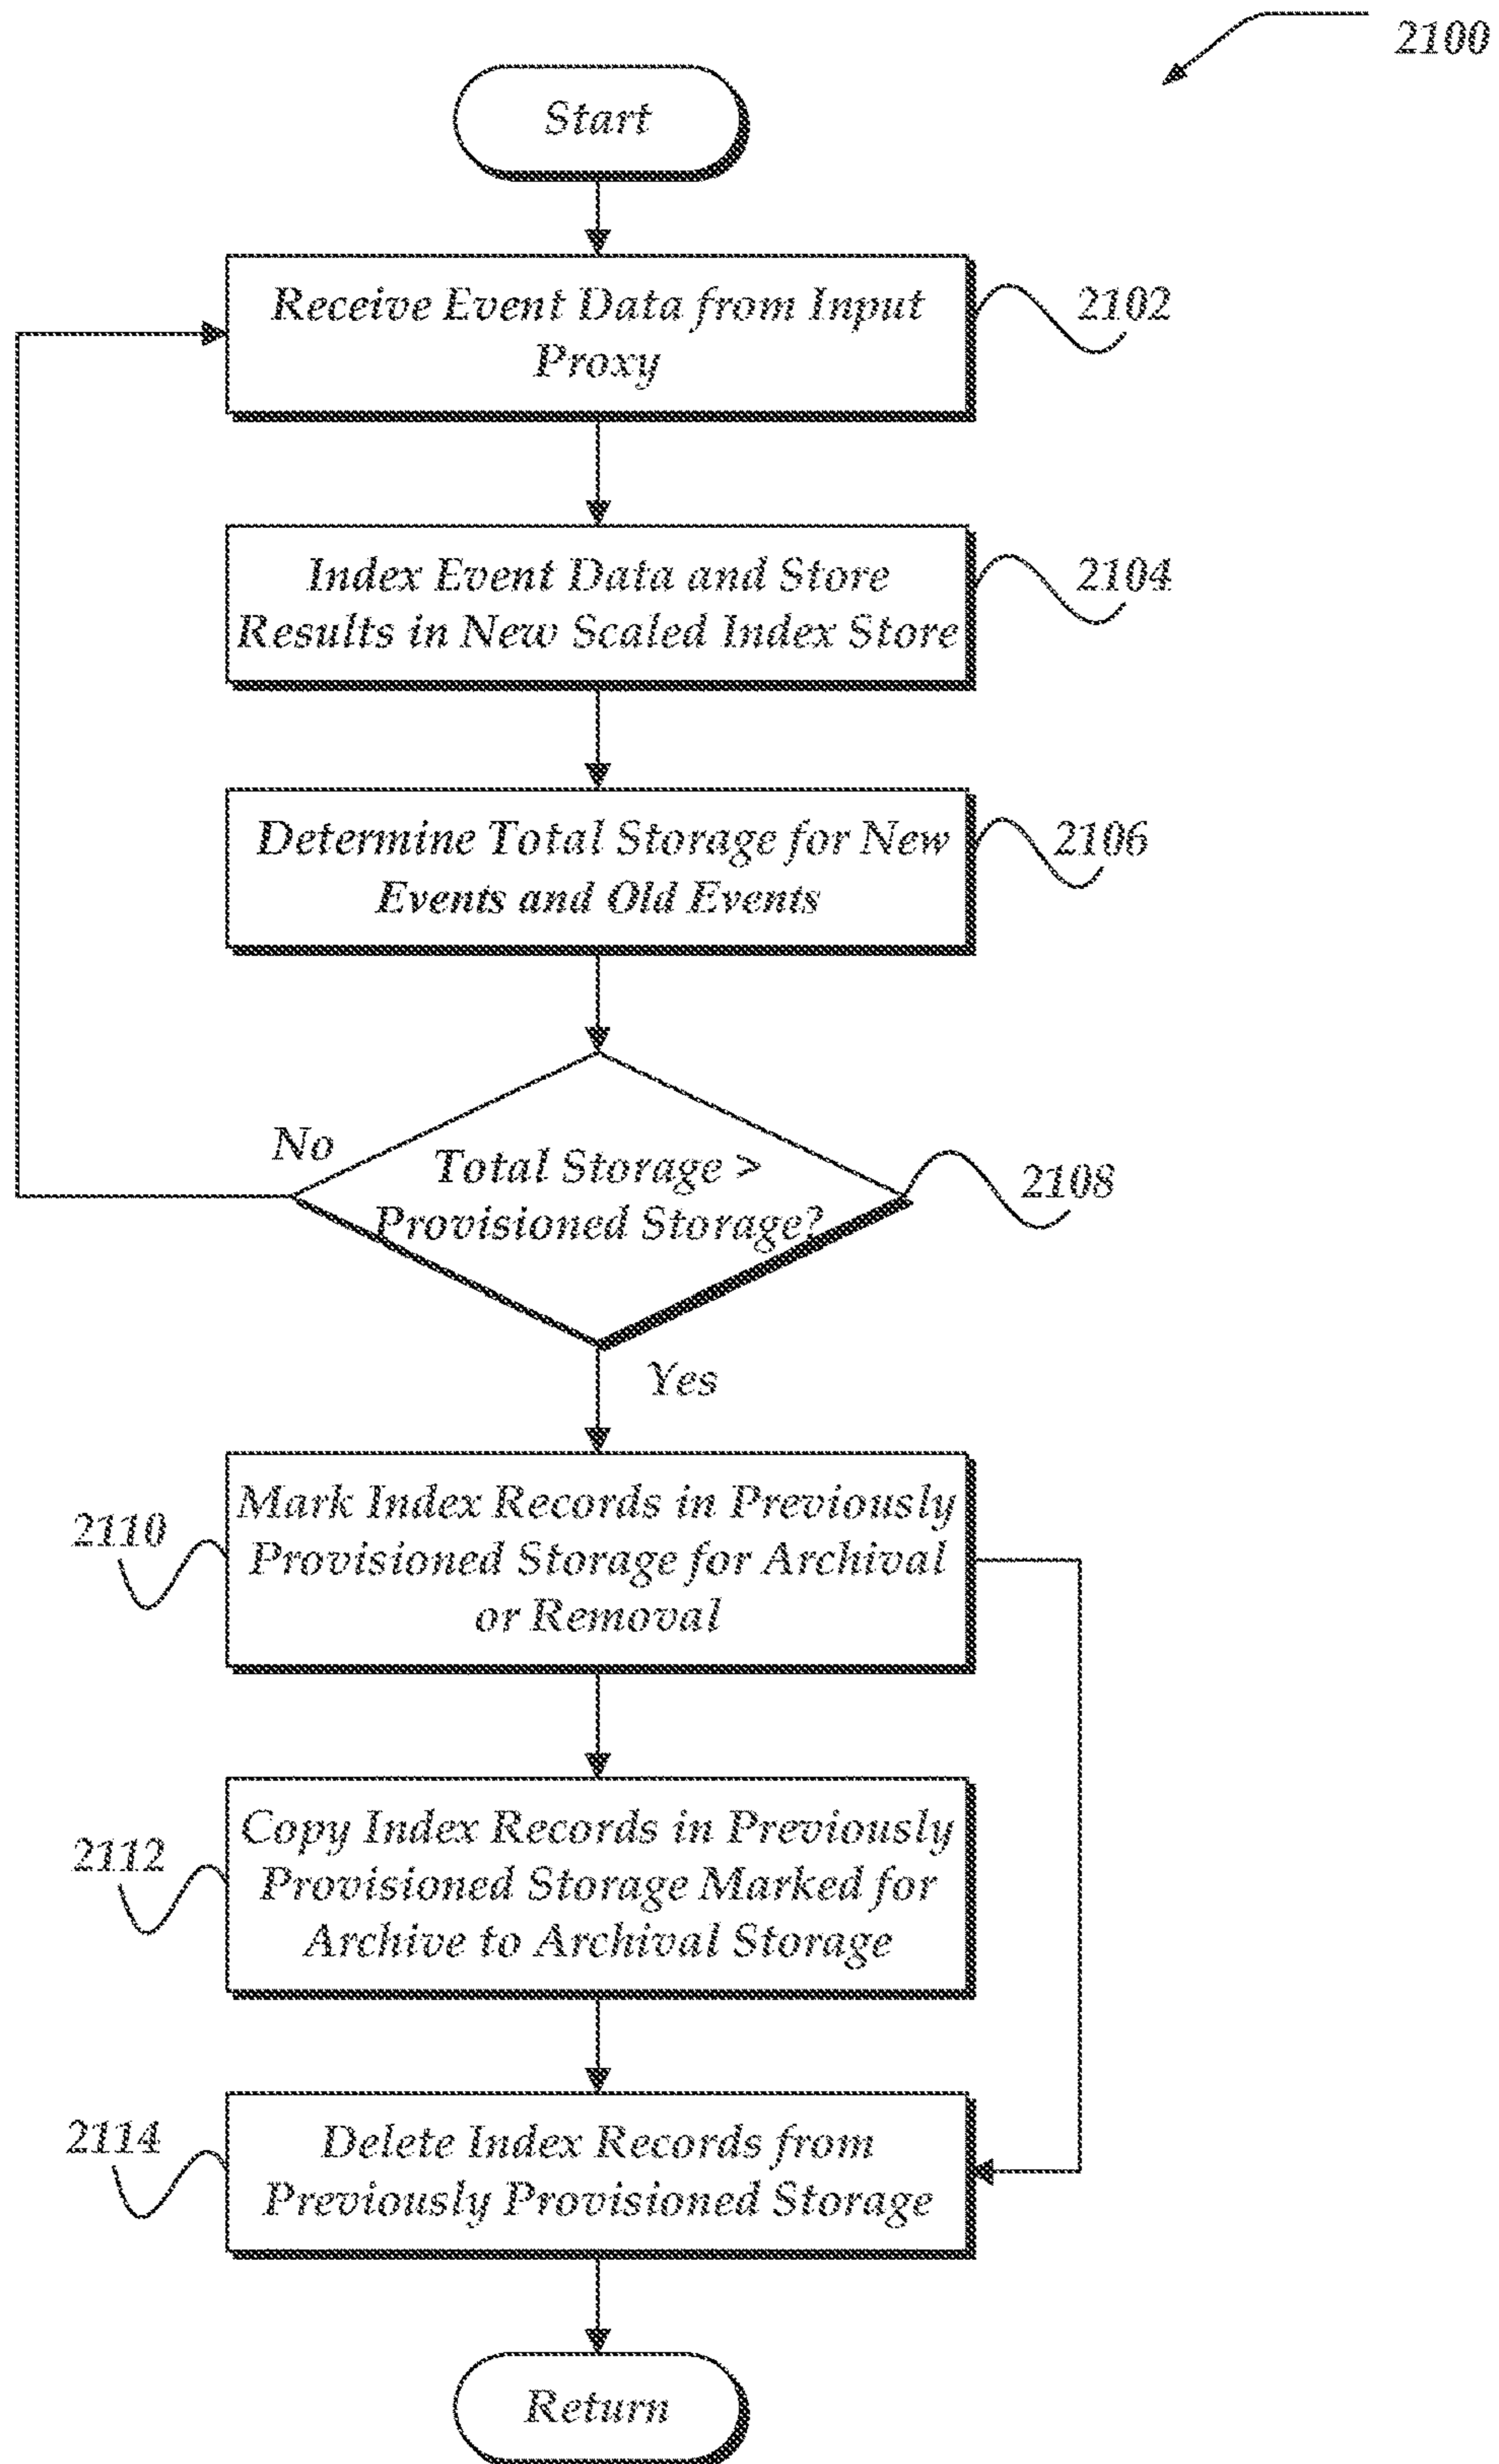 2100
Start
Receive Event Data from Input
Proxy
2102
Index Event Data and Store
Results in New Scaled Index Store
2104
Determine Total Storage for New
Events and Old Events
2106
No
Total Storage >
Provisioned Storage?
2108
Yes
2110
Mark Index Records in Previously
Provisioned Storage for Archival
or Removal
2112
Copy Index Records in Previously
Provisioned Storage Marked for
Archive to Archival Storage
2114
Delete Index Records from
Previously Provisioned Storage
Return